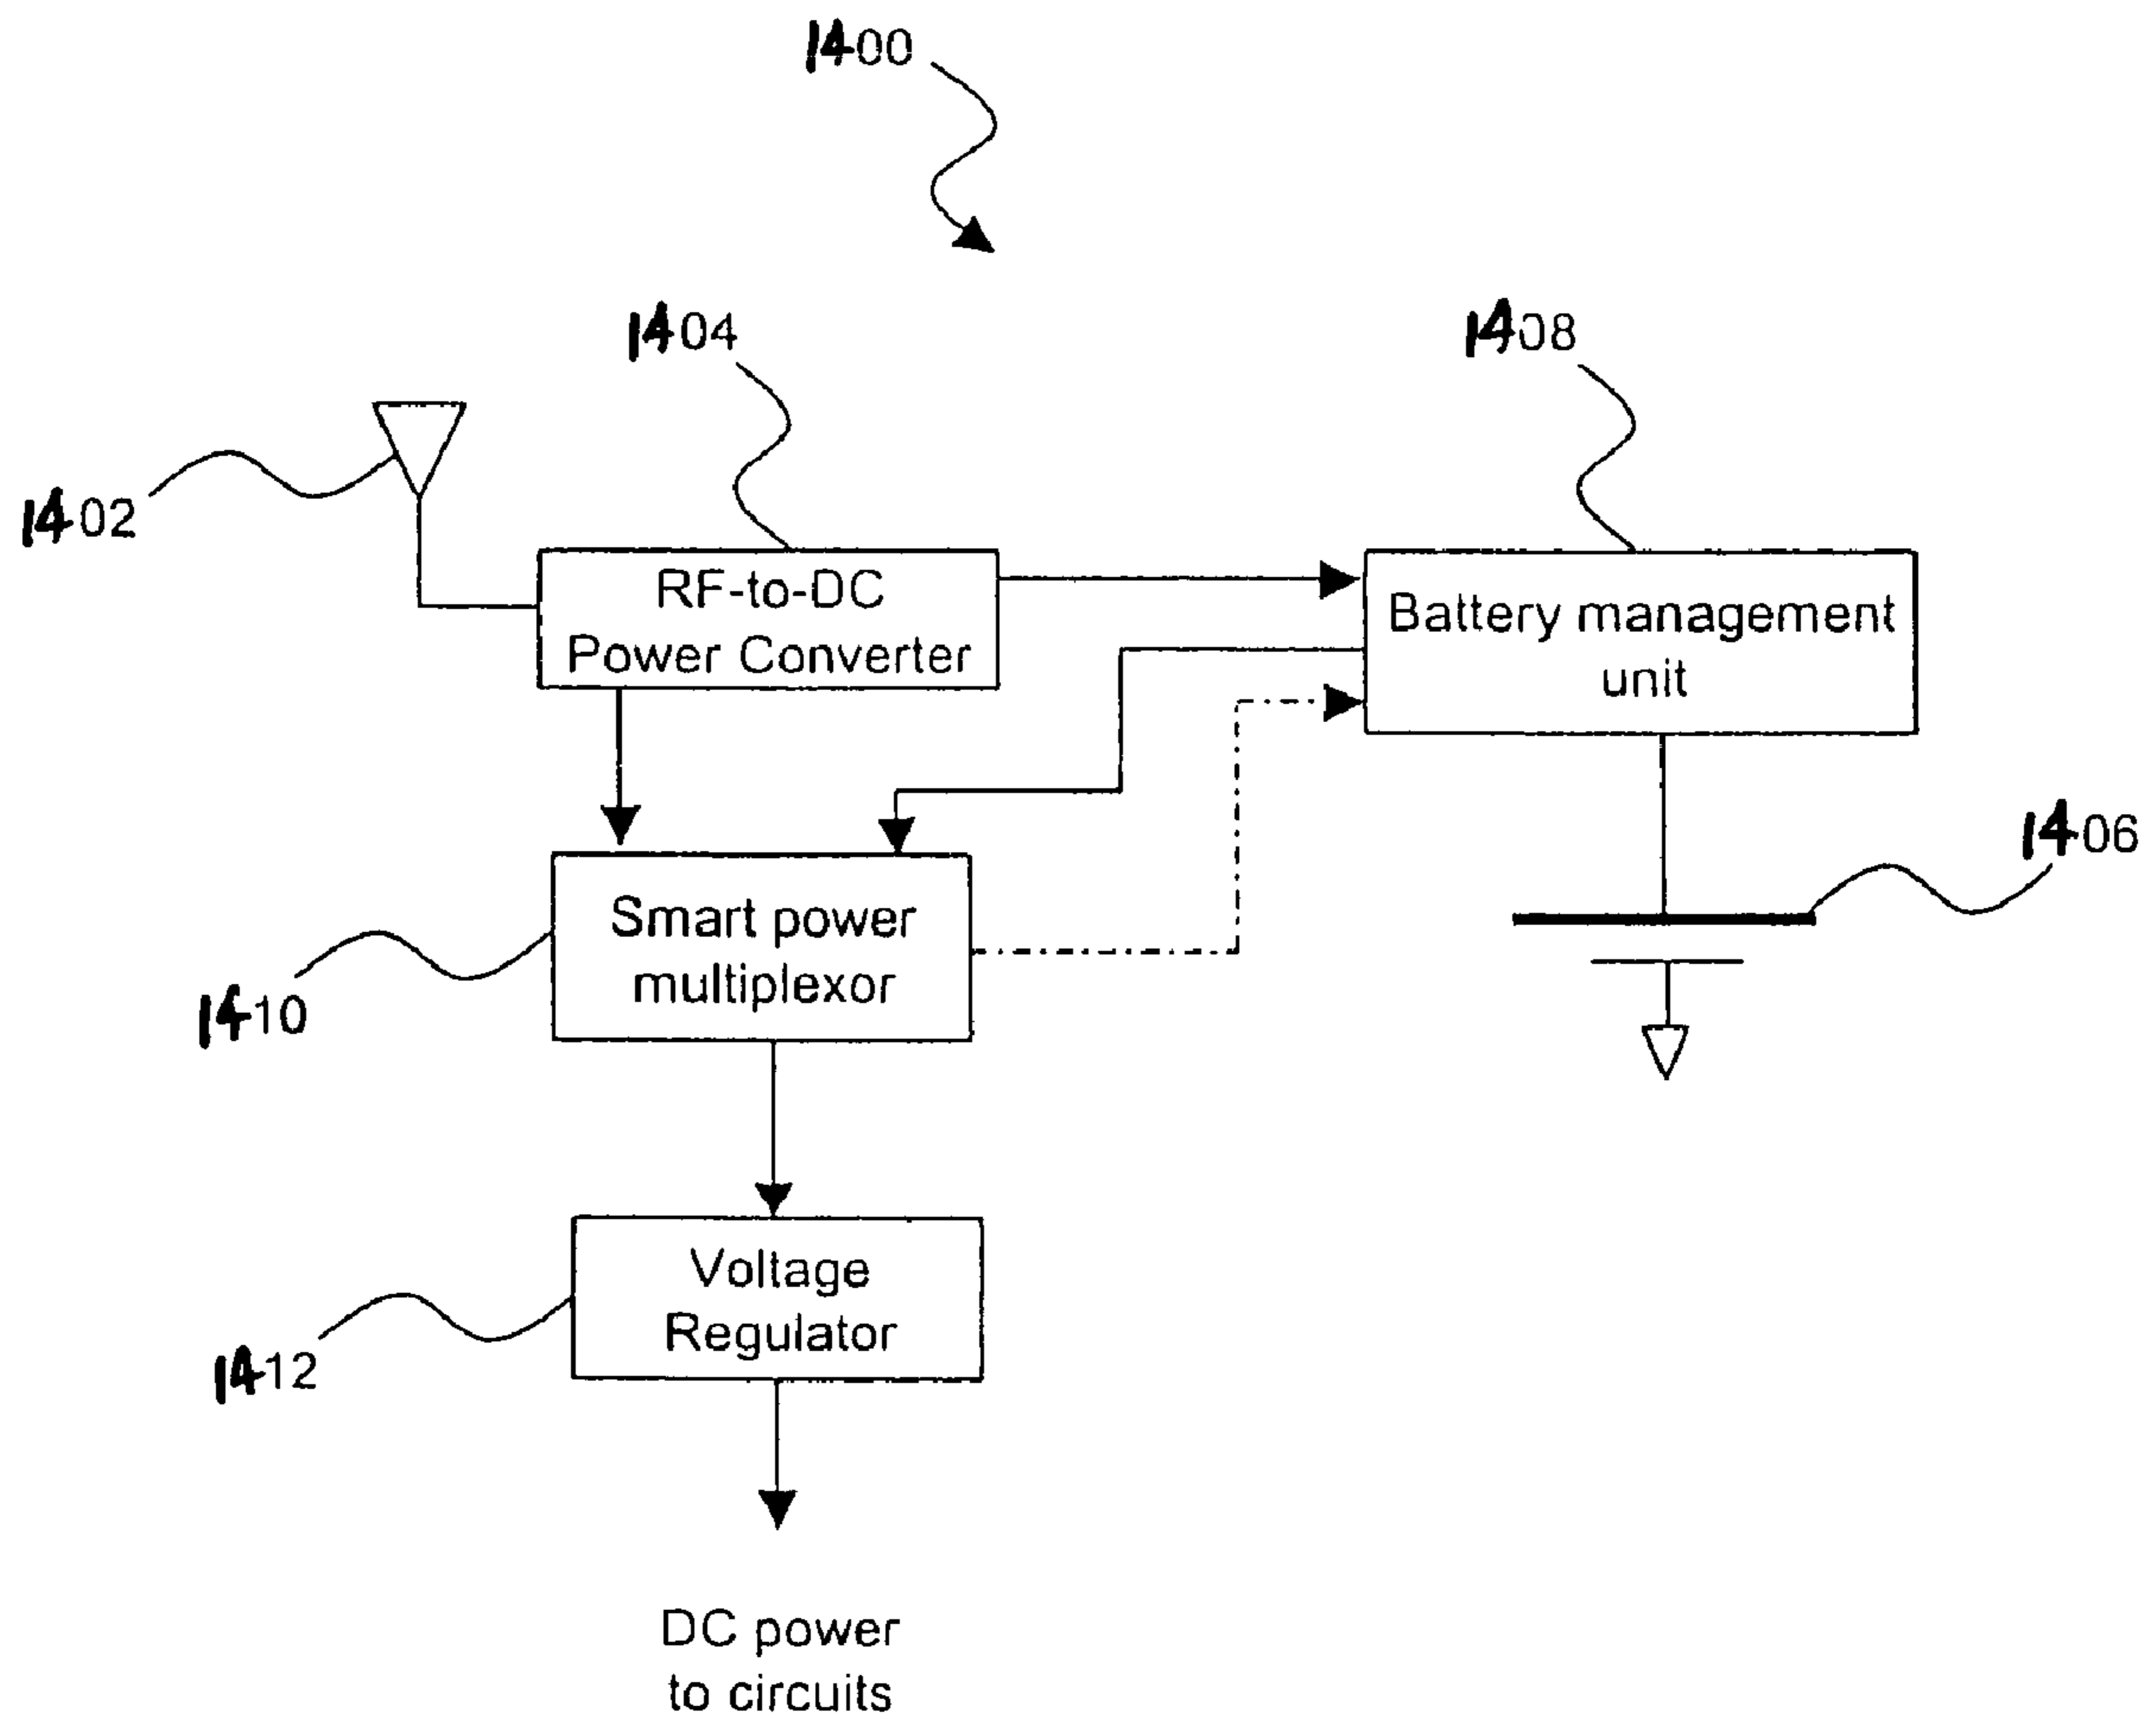 1400
1404
1408
1402
RF-to-DC
Power Converter
Battery management
unit
1406
Smart power
multiplexor
1410
Voltage
Regulator
1412
DC power
to circuits